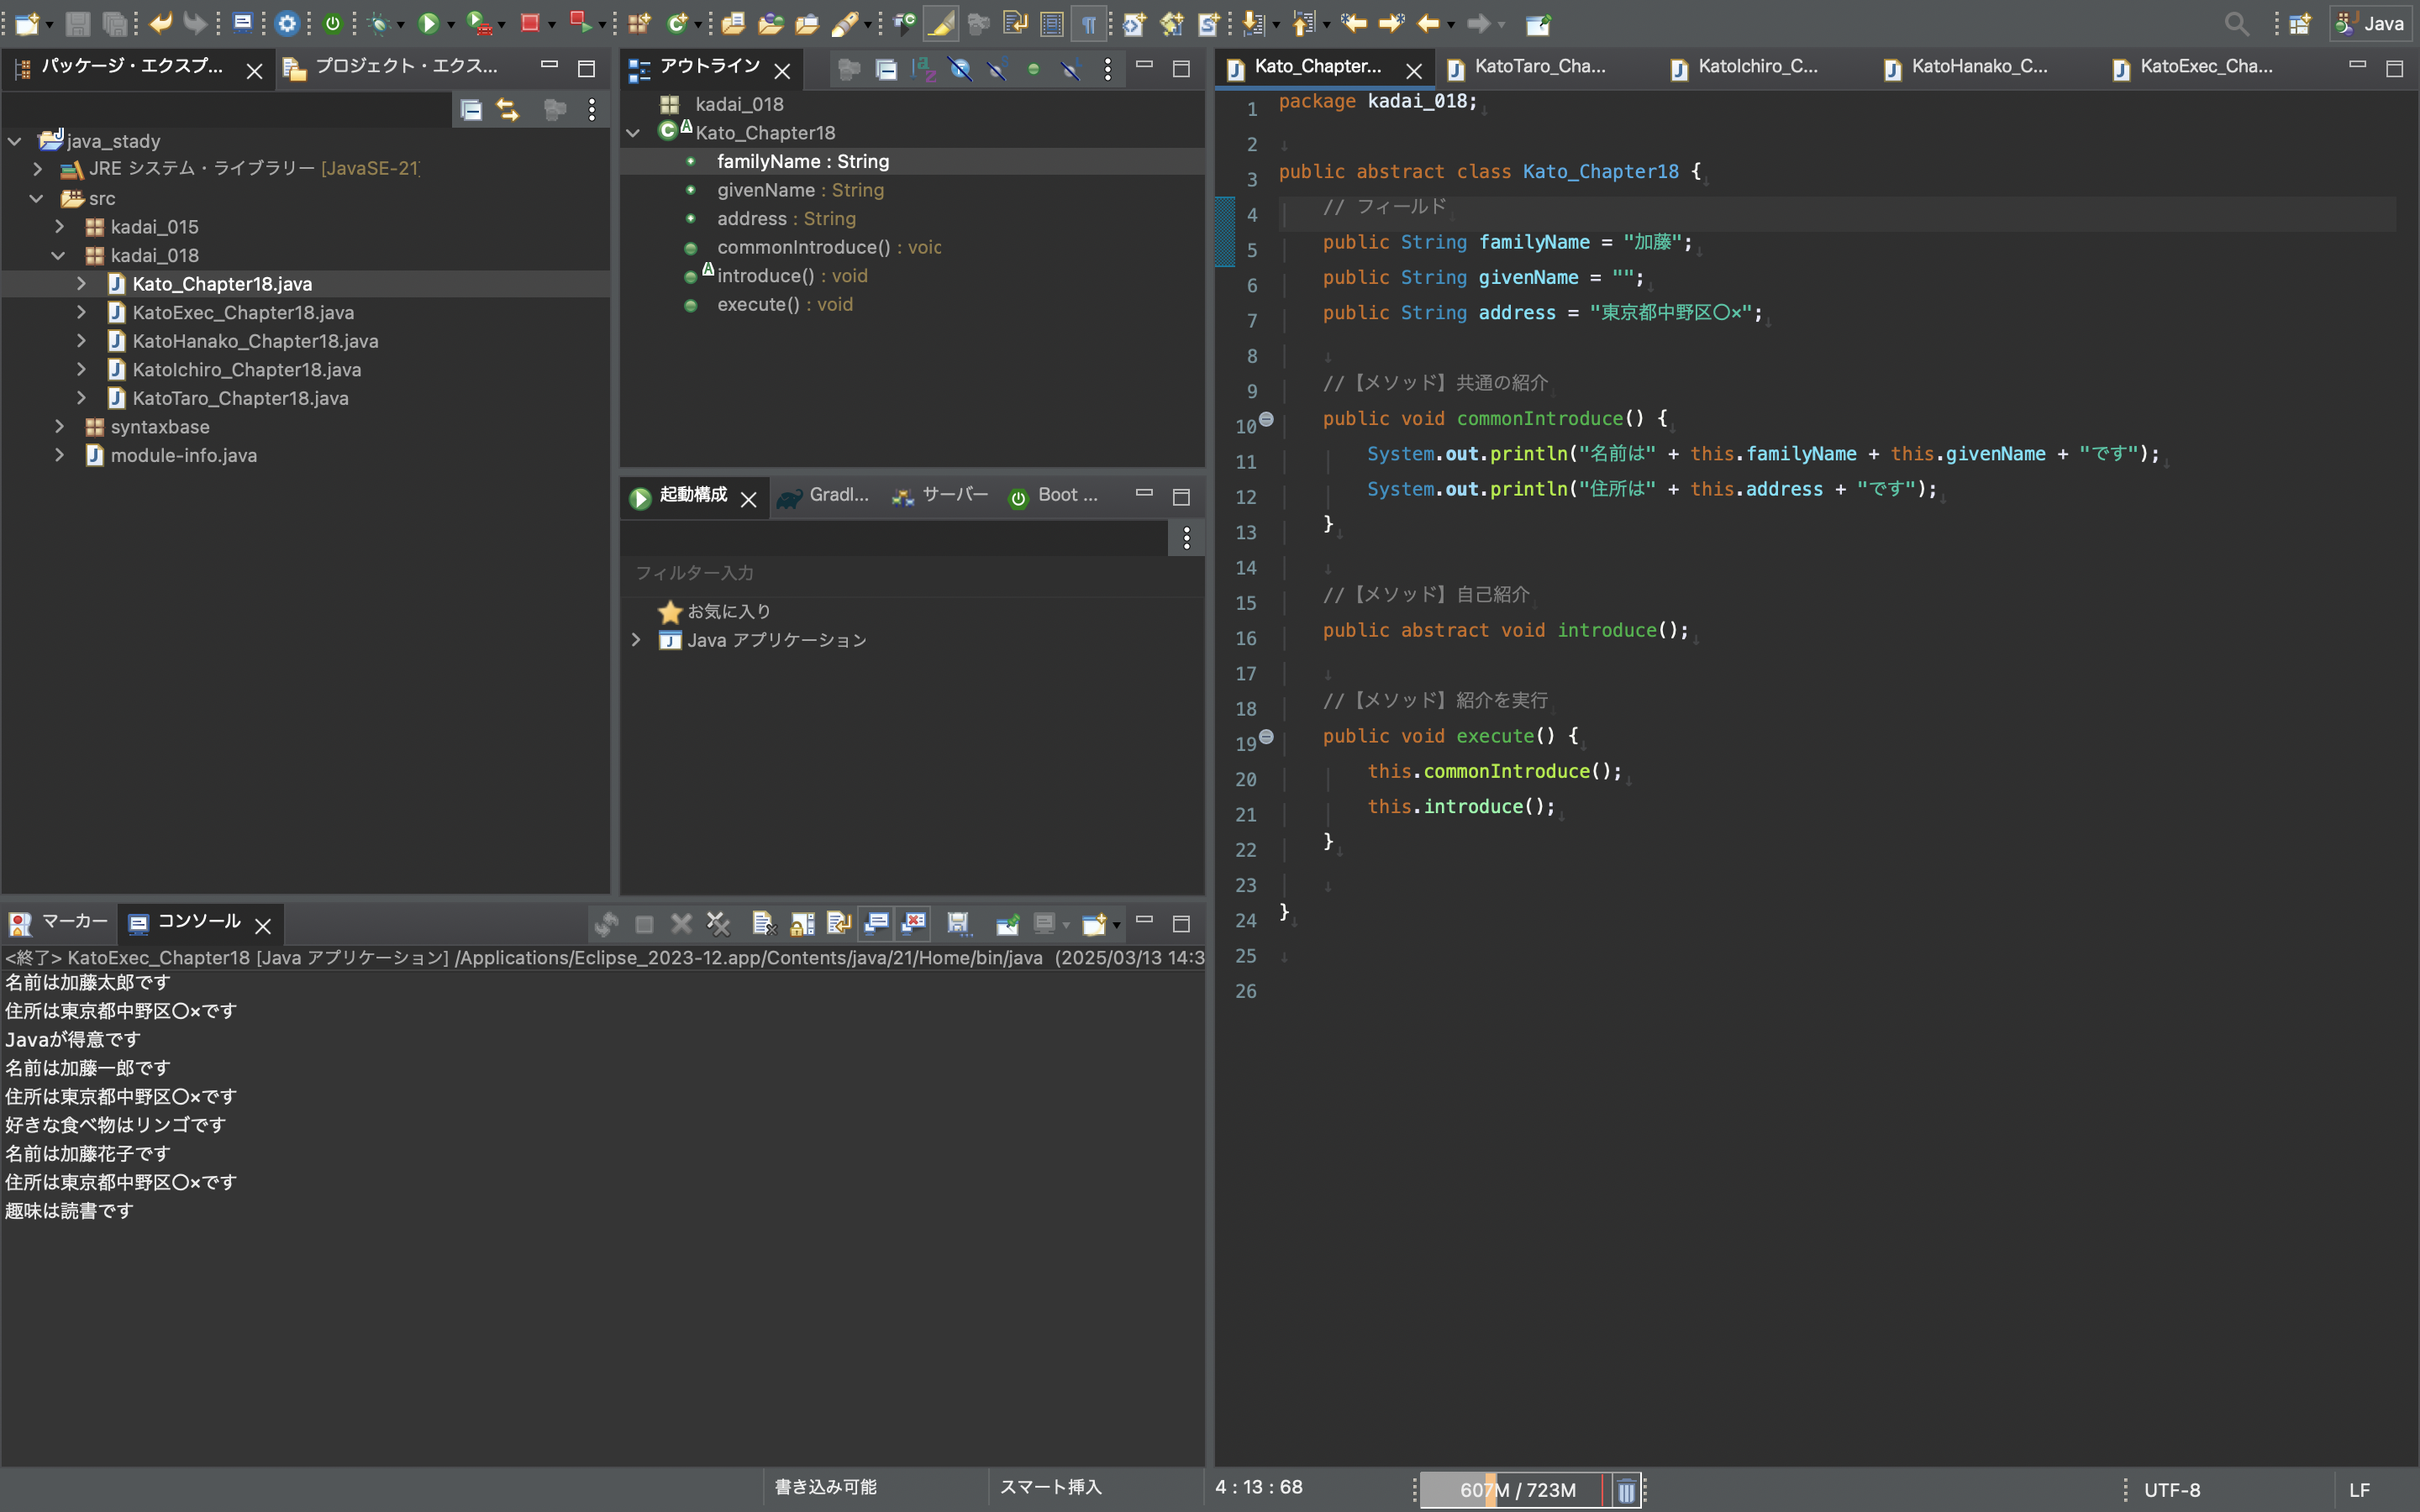 Java
パッケージ・エクスプ...
プロジェクト・エクス...
java_stady
JRE システム・ライブラリー [JavaSE-21]
src
kadai_015
kadai_018
Kato_Chapter18.java
KatoExec_Chapter18.java
KatoHanako_Chapter18.java
KatoIchiro_Chapter18.java
KatoTaro_Chapter18.java
syntaxbase
module-info.java
アウトライン
kadai_018
Kato_Chapter18
familyName : String
givenName : String
address : String
commonIntroduce() : voic
introduce() : void
execute() : void
起動構成
Gradl...
サーバー
Boot ...
フィルター入力
お気に入り
Java アプリケーション
Kato_Chapter...
KatoTaro_Cha...
KatoIchiro_C...
KatoHanako_C...
KatoExec_Cha...
1 package kadai_018;
2
3 public abstract class Kato_Chapter18 {
4 // フィールド
5 public String familyName = "加藤";
6 public String givenName = "";
7 public String address = "東京都中野区〇×";
8
9 //【メソッド】共通の紹介
10 public void commonIntroduce() {
11 System.out.println("名前は" + this.familyName + this.givenName + "です");
12 System.out.println("住所は" + this.address + "です");
13 }
14
15 //【メソッド】自己紹介
16 public abstract void introduce();
17
18 //【メソッド】紹介を実行
19 public void execute() {
20 this.commonIntroduce();
21 this.introduce();
22 }
23
24 }
25
26
マーカー
コンソール
<終了> KatoExec_Chapter18 [Java アプリケーション] /Applications/Eclipse_2023-12.app/Contents/java/21/Home/bin/java (2025/03/13 14:3
名前は加藤太郎です
住所は東京都中野区〇×です
Javaが得意です
名前は加藤一郎です
住所は東京都中野区〇×です
好きな食べ物はリンゴです
名前は加藤花子です
住所は東京都中野区〇×です
趣味は読書です
書き込み可能
スマート挿入
4 : 13 : 68
607M / 723M
UTF-8
LF